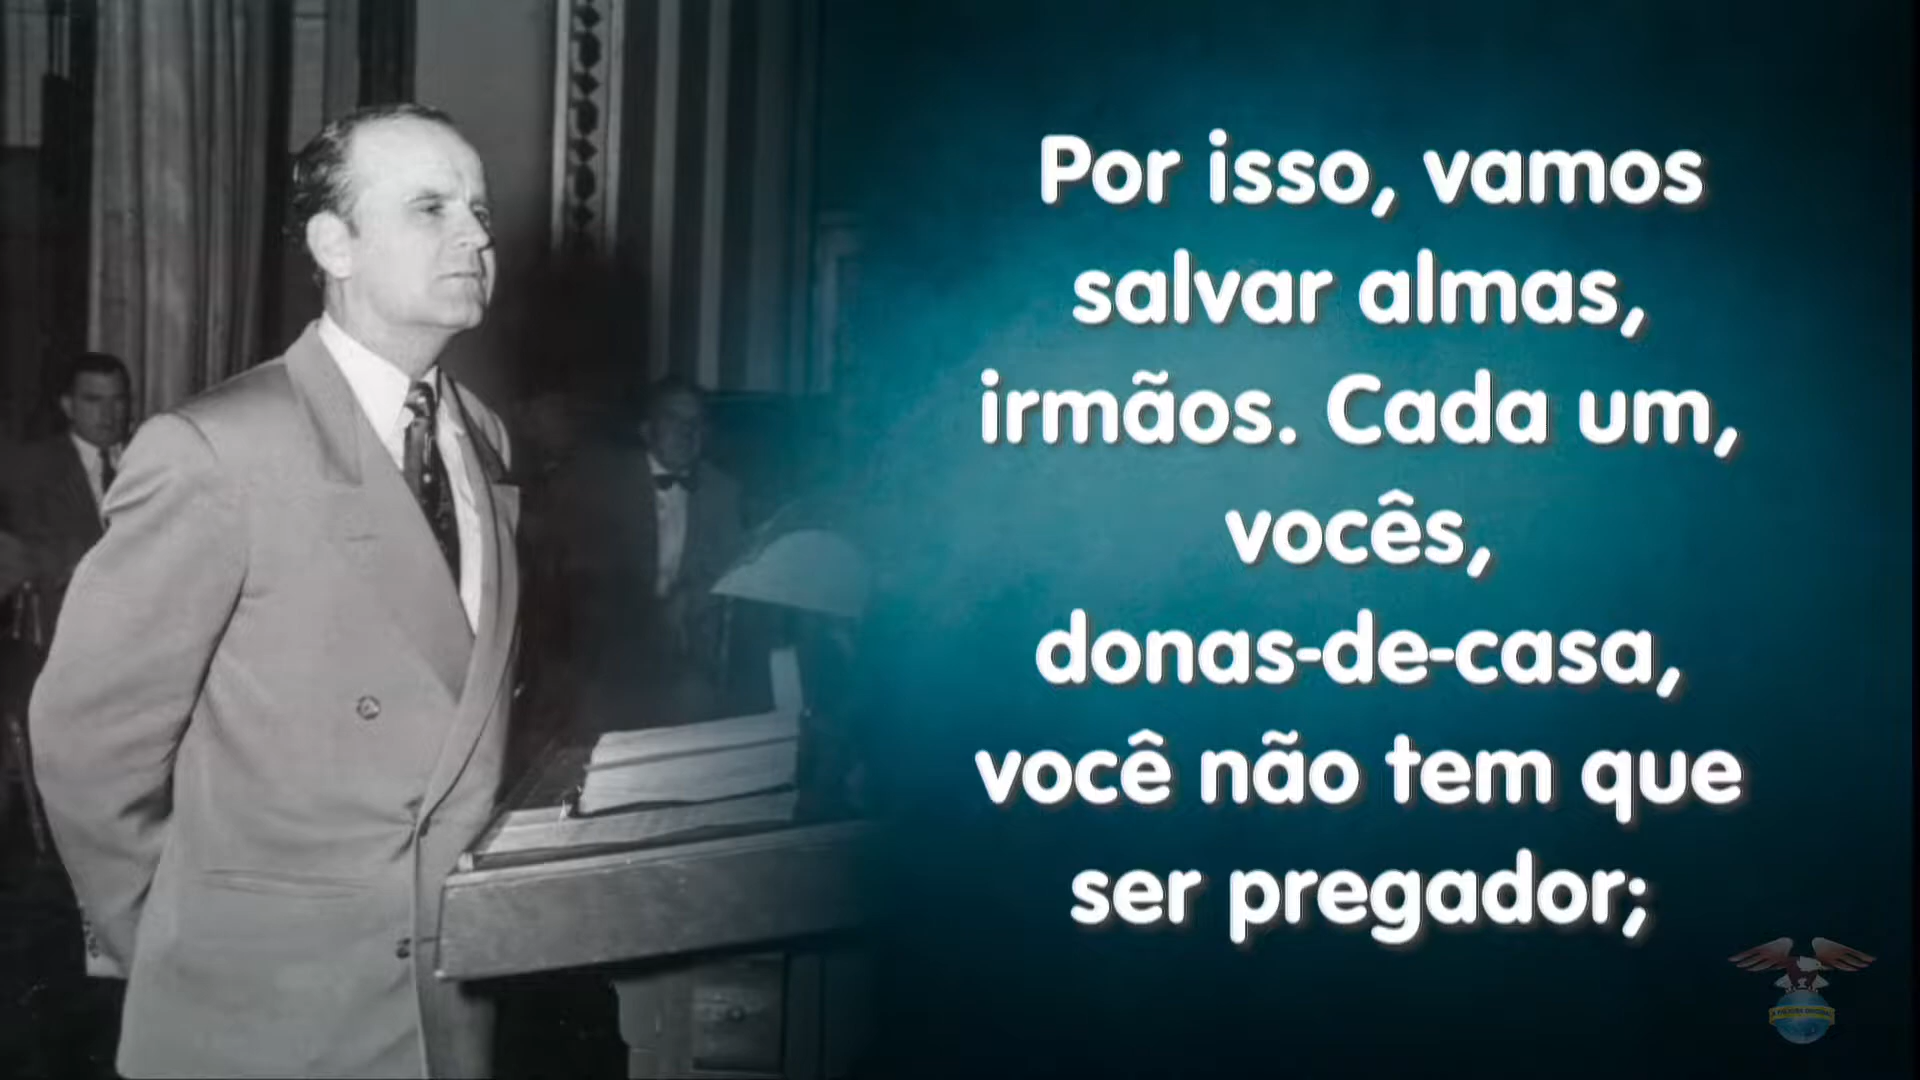 Por isso, vamos
salvar almas,
irmãos. Cada um,
vocês,
donas-de-casa,
você não tem que
ser pregador;